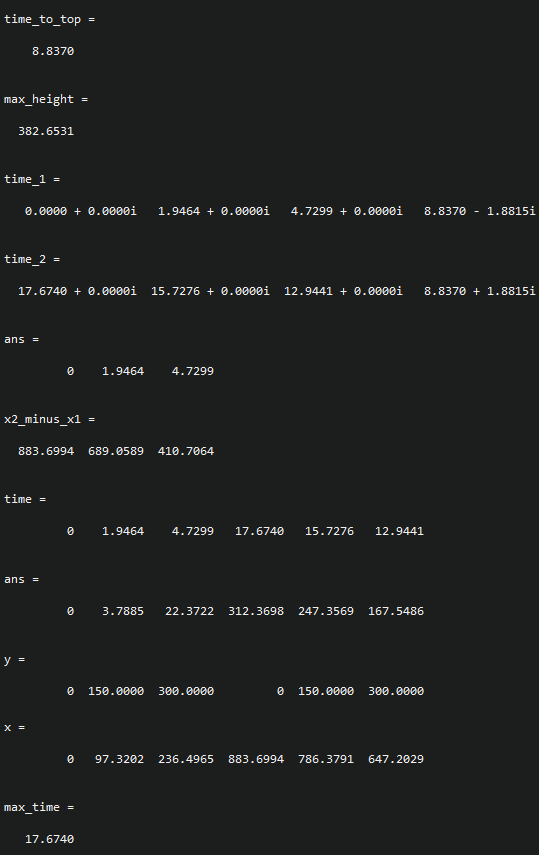 time_to_top =
8.8370
max_height =
382.6531
time_1 =
0.0000 + 0.0000i 1.9464 + 0.0000i 4.7299 + 0.0000i 8.8370 - 1.8815i
time_2 =
17.6740 + 0.0000i 15.7276 + 0.0000i 12.9441 + 0.0000i 8.8370 + 1.8815i
ans =
0 1.9464 4.7299
x2_minus_x1 =
883.6994 689.0589 410.7064
time =
0 1.9464 4.7299 17.6740 15.7276 12.9441
ans =
0 3.7885 22.3722 312.3698 247.3569 167.5486
y =
0 150.0000 300.0000 0 150.0000 300.0000
x =
0 97.3202 236.4965 883.6994 786.3791 647.2029
max_time =
17.6740